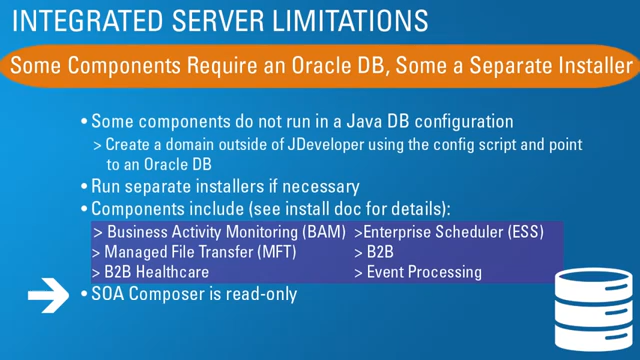 INTEGRATED SERVER LIMITATIONS
Some Components Require an Oracle DB, Some a Separate Installer
• Some components do not run in a Java DB configuration
> Create a domain outside of JDeveloper using the config script and point
to an Oracle DB
• Run separate installers if necessary
• Components include (see install doc for details):
> Business Activity Monitoring (BAM) >Enterprise Scheduler (ESS)
> Managed File Transfer (MFT) > B2B
> B2B Healthcare > Event Processing
• SOA Composer is read-only